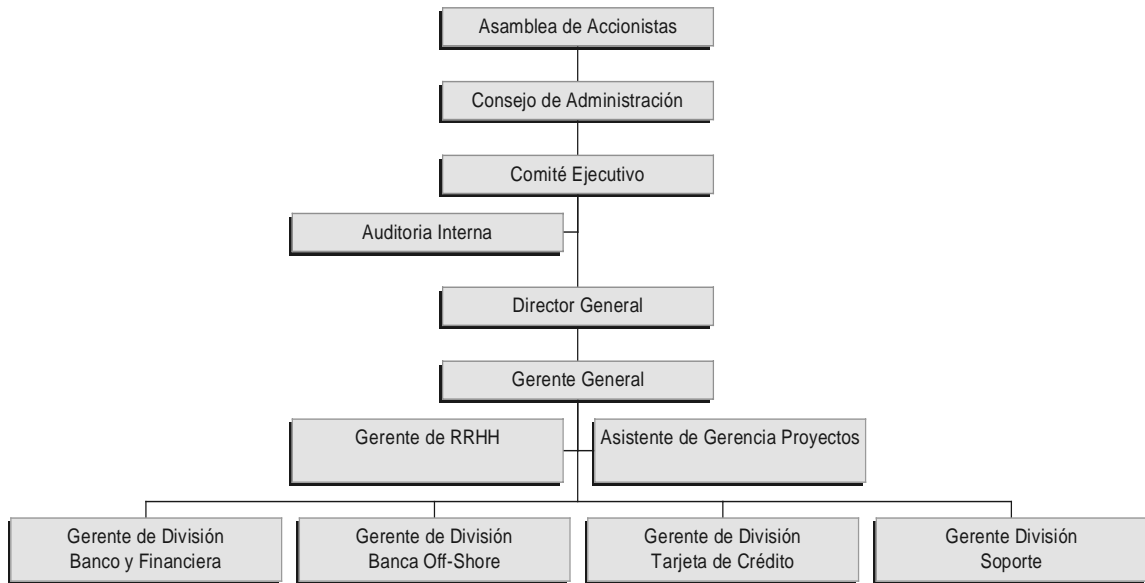 Asamblea de Accionistas
Consejo de Administración
Comité Ejecutivo
Auditoria Interna
Director General
Gerente General
Gerente de RRHH
Asistente de Gerencia Proyectos
Gerente de División
Banco y Financiera
Gerente de División
Banca Off-Shore
Gerente de División
Tarjeta de Crédito
Gerente División
Soporte